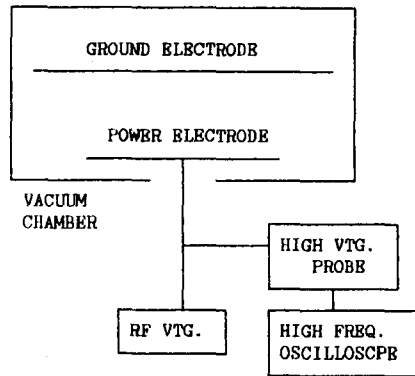 GROUND ELECTRODE
POWER ELECTRODE
VACUUM
CHAMBER
HIGH VTG.
PROBE
RF VTG.
HIGH FREQ.
OSCILLOSCPE